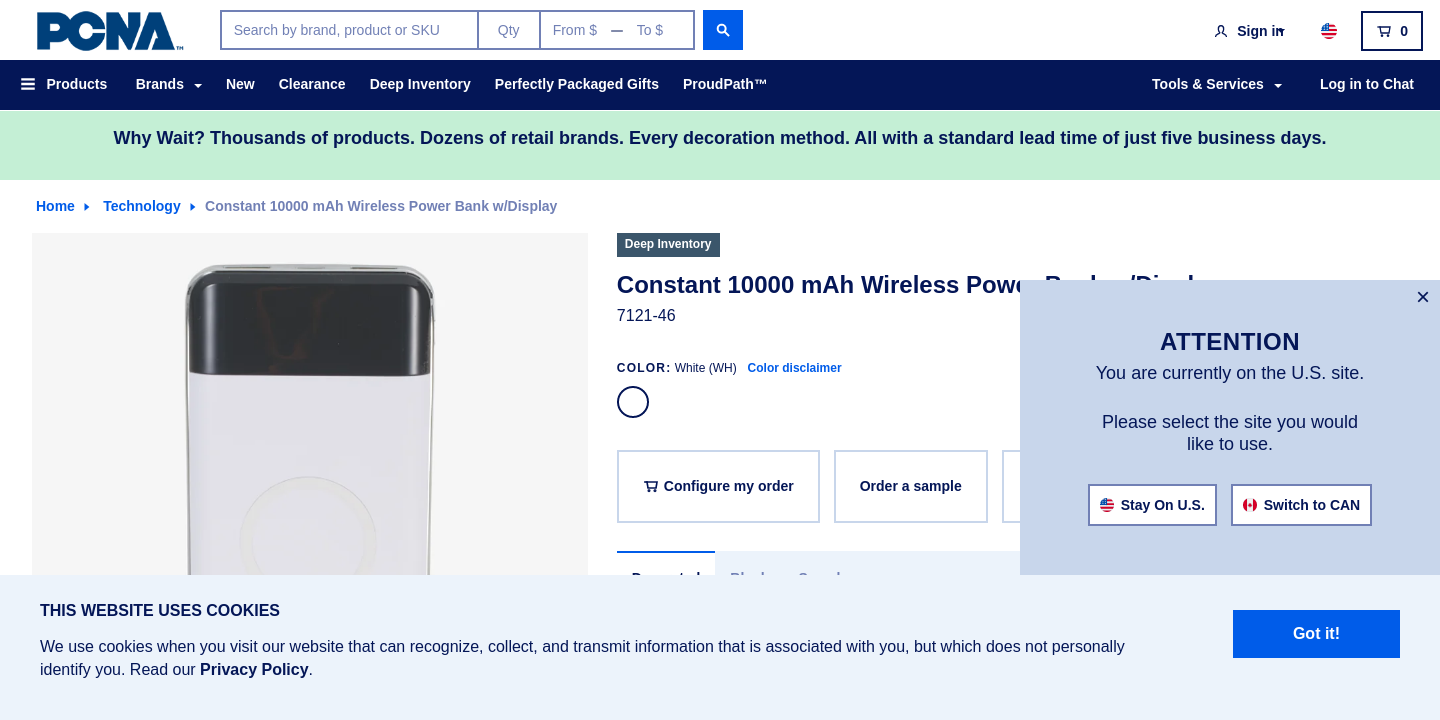 PCNA™
Search by brand, product or SKU
Qty
From $ — To $
Sign in
0
Products
Brands
New
Clearance
Deep Inventory
Perfectly Packaged Gifts
ProudPath™
Tools & Services
Log in to Chat
Why Wait? Thousands of products. Dozens of retail brands. Every decoration method. All with a standard lead time of just five business days.
Home
Technology
Constant 10000 mAh Wireless Power Bank w/Display
Deep Inventory
Constant 10000 mAh Wireless Power
7121-46
COLOR: White (WH) Color disclaimer
Configure my order
Order a sample
×
ATTENTION
You are currently on the U.S. site.
Please select the site you would
like to use.
Stay On U.S.
Switch to CAN
THIS WEBSITE USES COOKIES
We use cookies when you visit our website that can recognize, collect, and transmit information that is associated with you, but which does not personally
identify you. Read our Privacy Policy.
Got it!